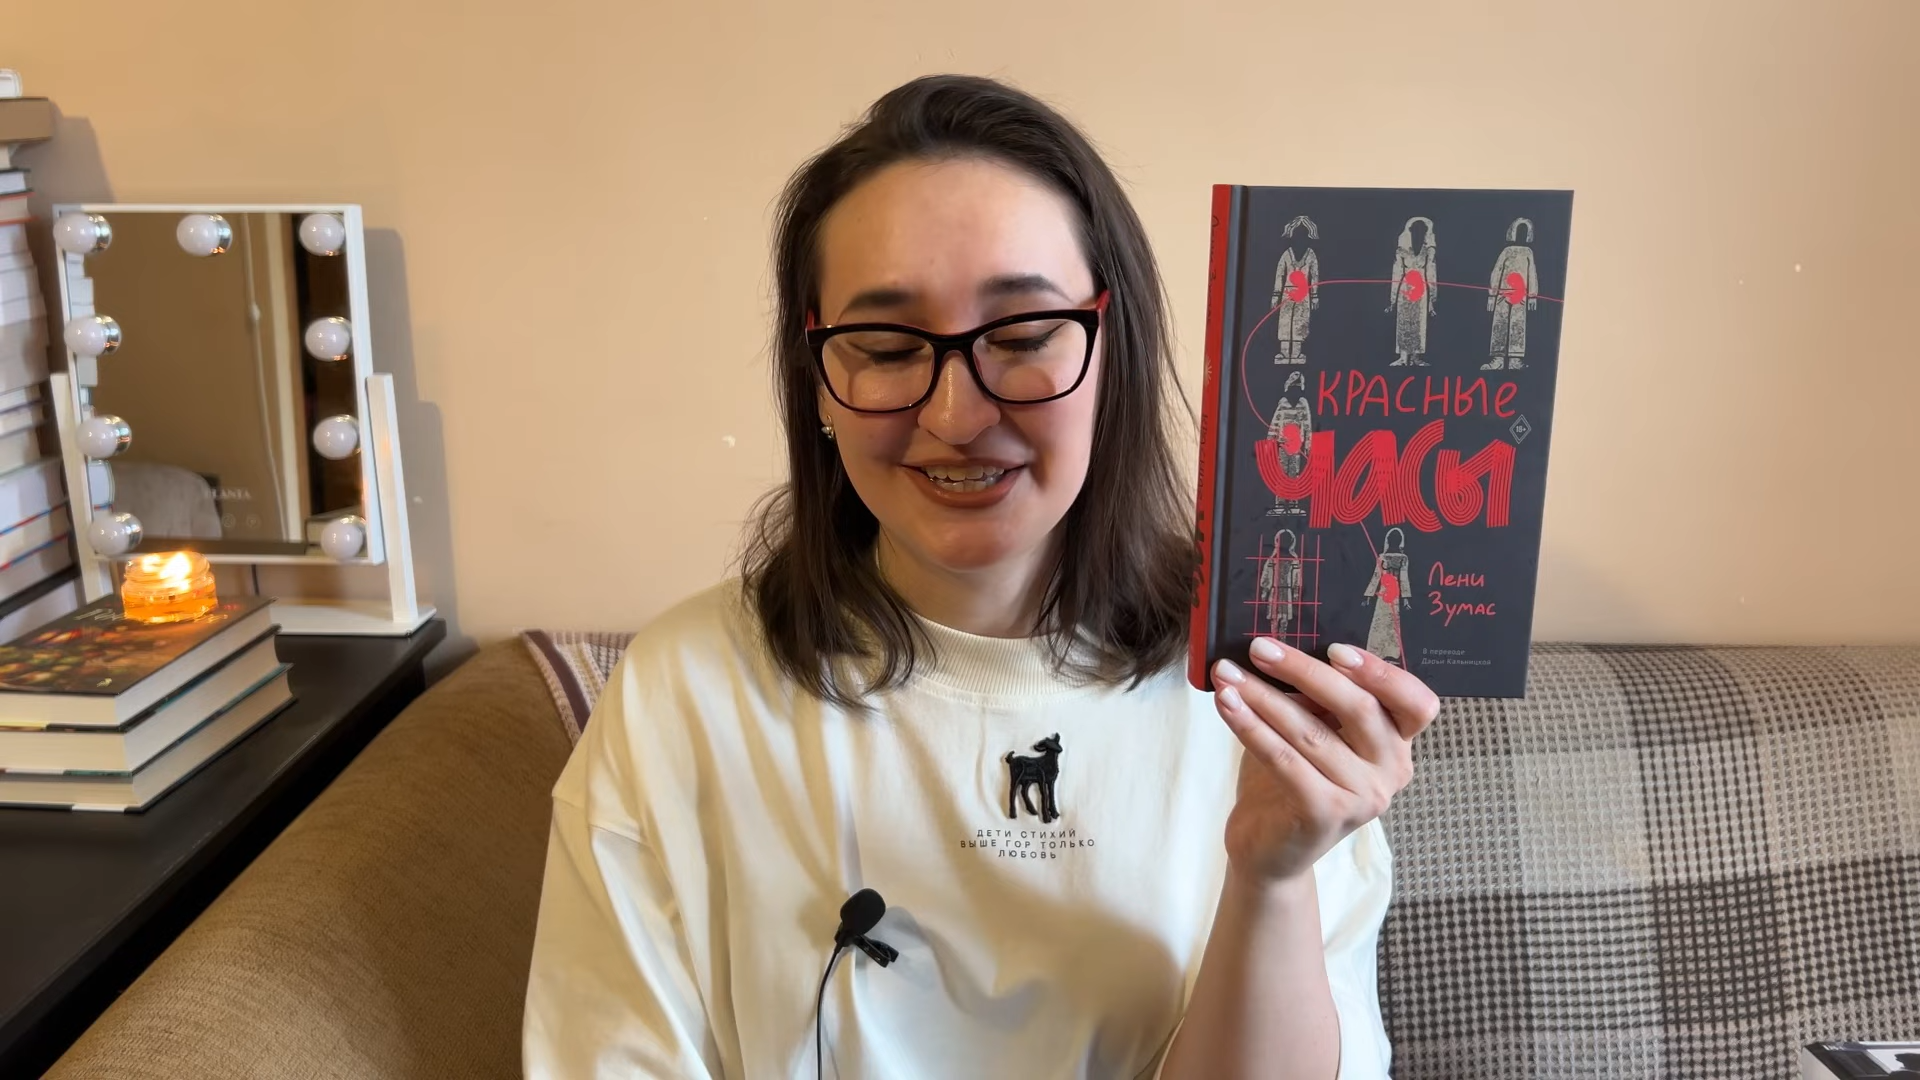 КРАСНЫЕ
ЧАСЫ
18+
Лени
Зумас
В переводе
Дарьи Кальницкой
ДЕТИ СТИХИЙ
ВЫШЕ ГОР ТОЛЬКО
ЛЮБОВЬ